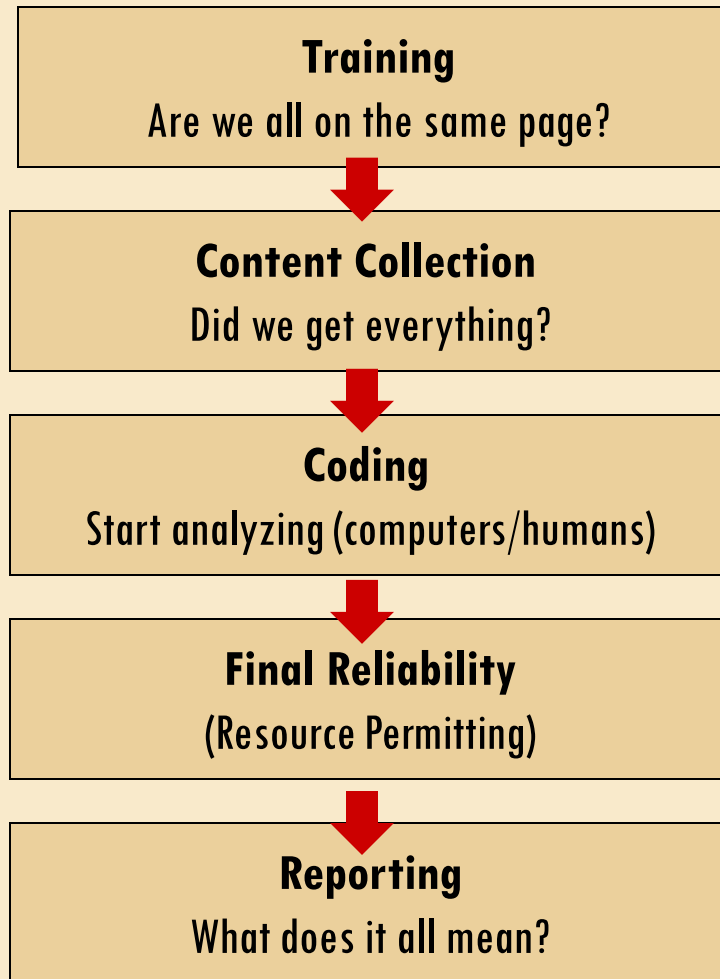 Training
Are we all on the same page?
Content Collection
Did we get everything?
Coding
Start analyzing (computers/humans)
Final Reliability
(Resource Permitting)
Reporting
What does it all mean?